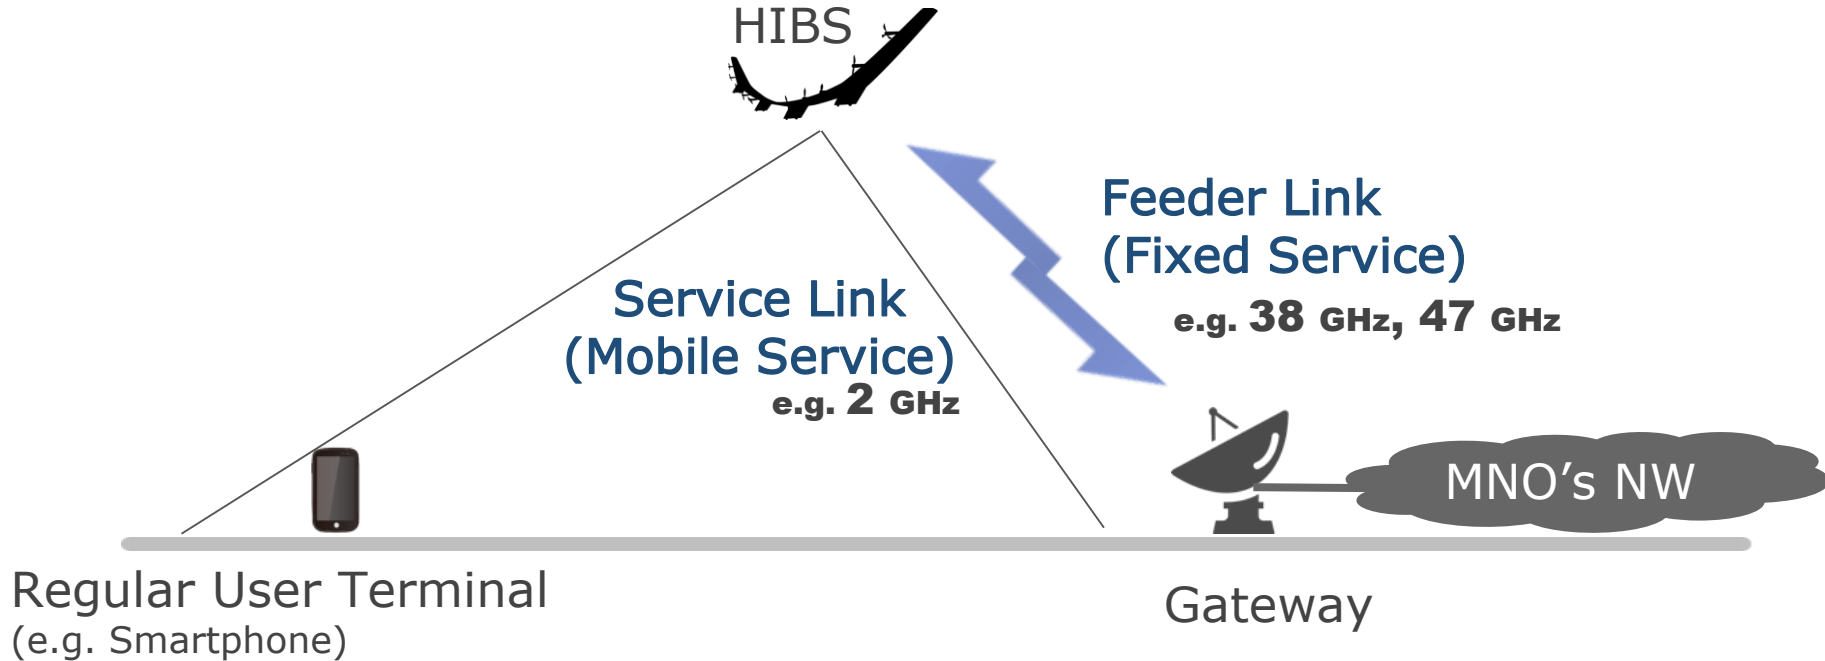 HIBS
Feeder Link
(Fixed Service)
e.g. 38 GHz, 47 GHz
Service Link
(Mobile Service)
e.g. 2 GHz
MNO’s NW
Regular User Terminal
(e.g. Smartphone)
Gateway